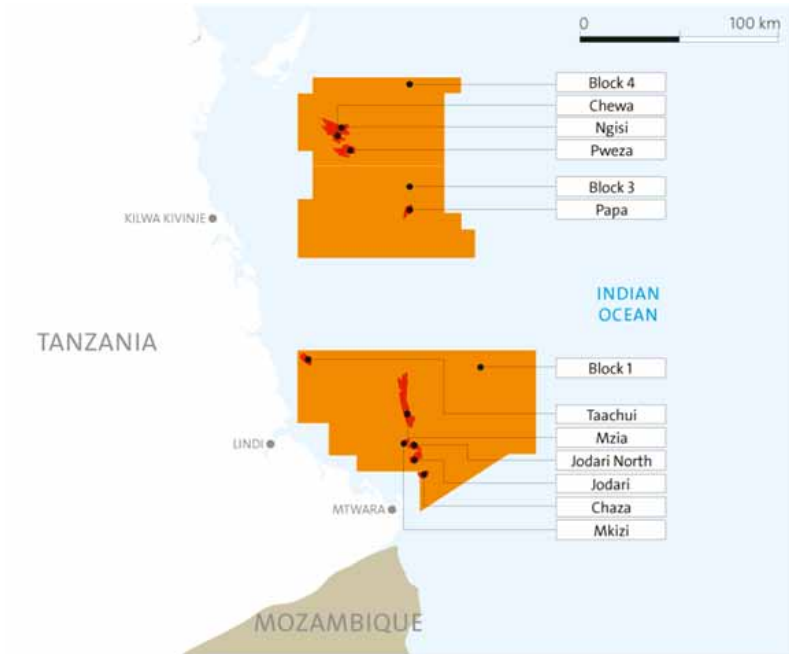 0 100 km
Block 4
Chewa
Ngisi
Pweza
Block 3
Papa
KILWA KIVINJE
INDIAN
OCEAN
TANZANIA
Block 1
Taachui
Mzia
LINDI
Jodari North
Jodari
Chaza
MTWARA
Mkizi
MOZAMBIQUE